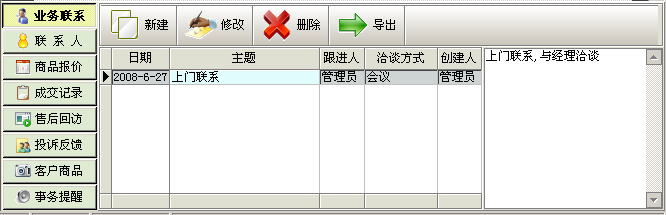 业务联系
联 系 人
商品报价
成交记录
售后回访
投诉反馈
客户商品
事务提醒
新建 修改 删除 导出
日期 主题 跟进人 洽谈方式 创建人
2008-6-27 上门联系 管理员 会议 管理员
上门联系,与经理洽谈